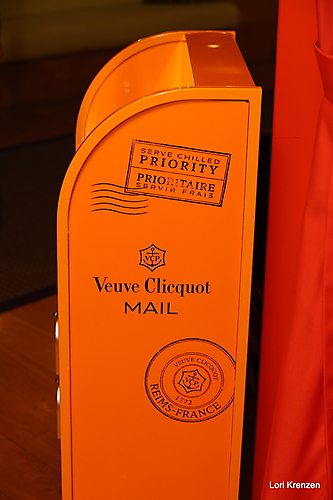 SERVE CHILLED
PRIORITY
PRIORITAIRE
SERVIR FRAIS
VCP
Veuve Clicquot
MAIL
VEUVE CLICQUOT
VCP
1772
REIMS-FRANCE
Lori Krenzen